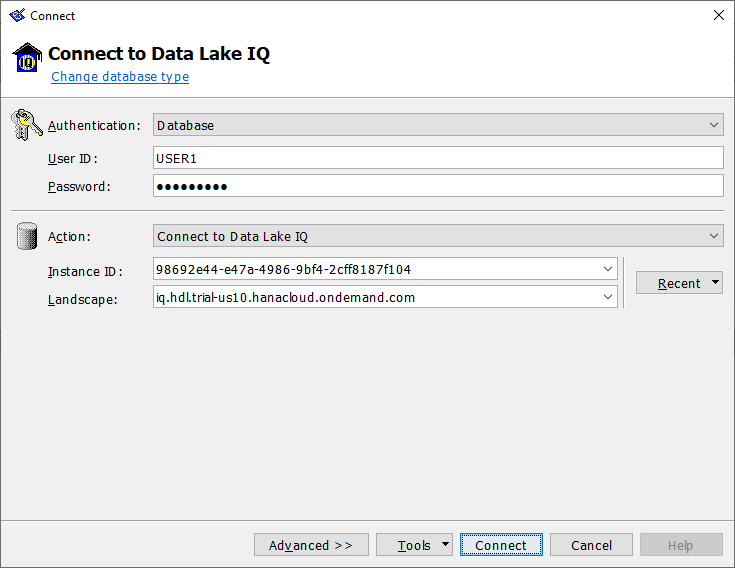 Connect
IQ
Connect to Data Lake IQ
Change database type
Authentication: Database
User ID: USER1
Password: ●●●●●●●●●
Action: Connect to Data Lake IQ
Instance ID: 98692e44-e47a-4986-9bf4-2cff8187f104
Landscape: iq.hdl.trial-us10.hanacloud.ondemand.com
Recent
Advanced >> Tools Connect Cancel Help